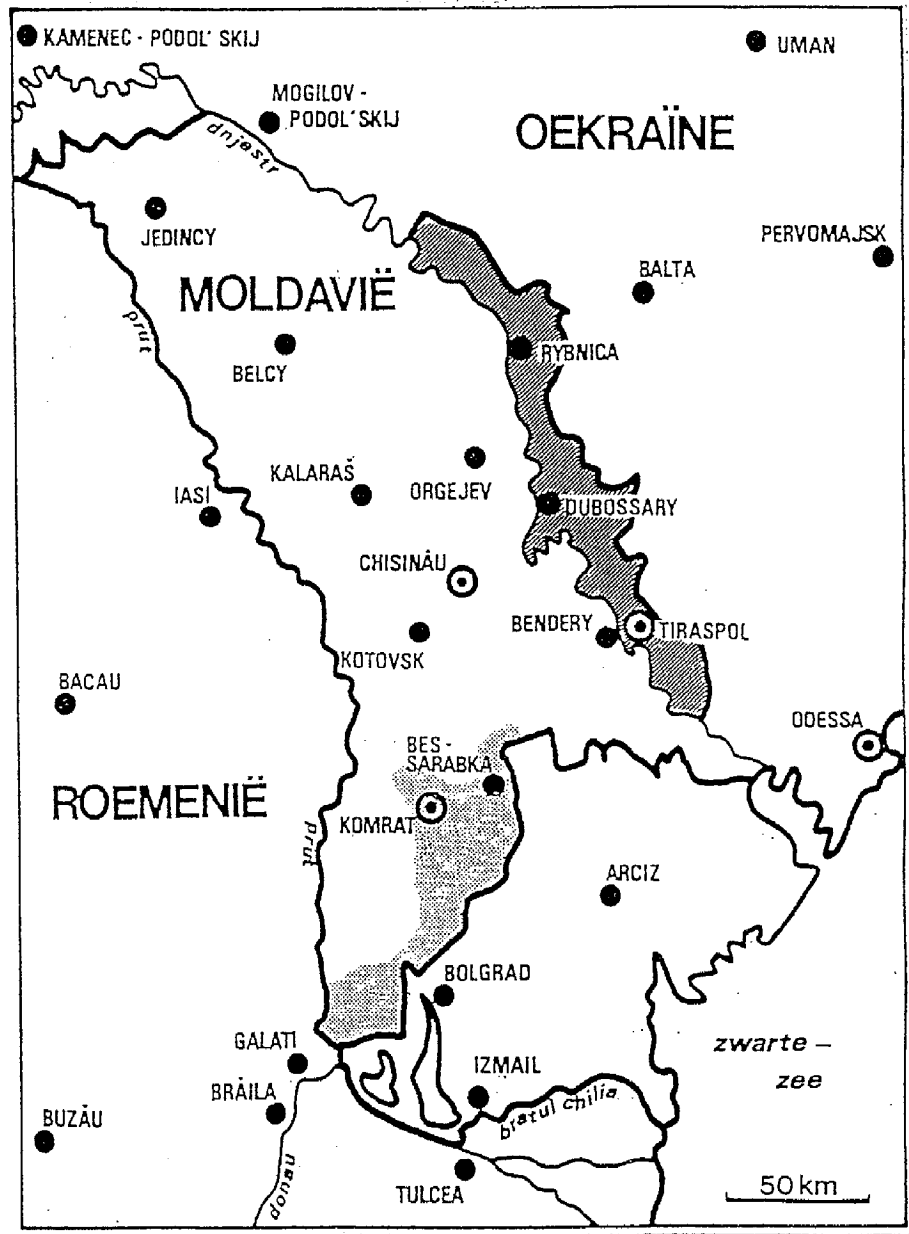 KAMENEC - PODOL'SKIJ
UMAN
MOGILOV -
PODOL'SKIJ
OEKRAÏNE
dnjestr
JEDINCY
PERVOMAJSK
BALTA
MOLDAVIË
prut
BELCY
RYBNICA
KALARAŠ
ORGEJEV
IASI
DUBOSSARY
CHISINĂU
BENDERY
TIRASPOL
KOTOVSK
BACAU
ODESSA
BES-
SARABKA
ROEMENIË
KOMRAT
prut
ARCIZ
BOLGRAD
GALATI
zwarte –
zee
IZMAIL
BRĂILA
bratul chilia
BUZĂU
donau
TULCEA
50 km